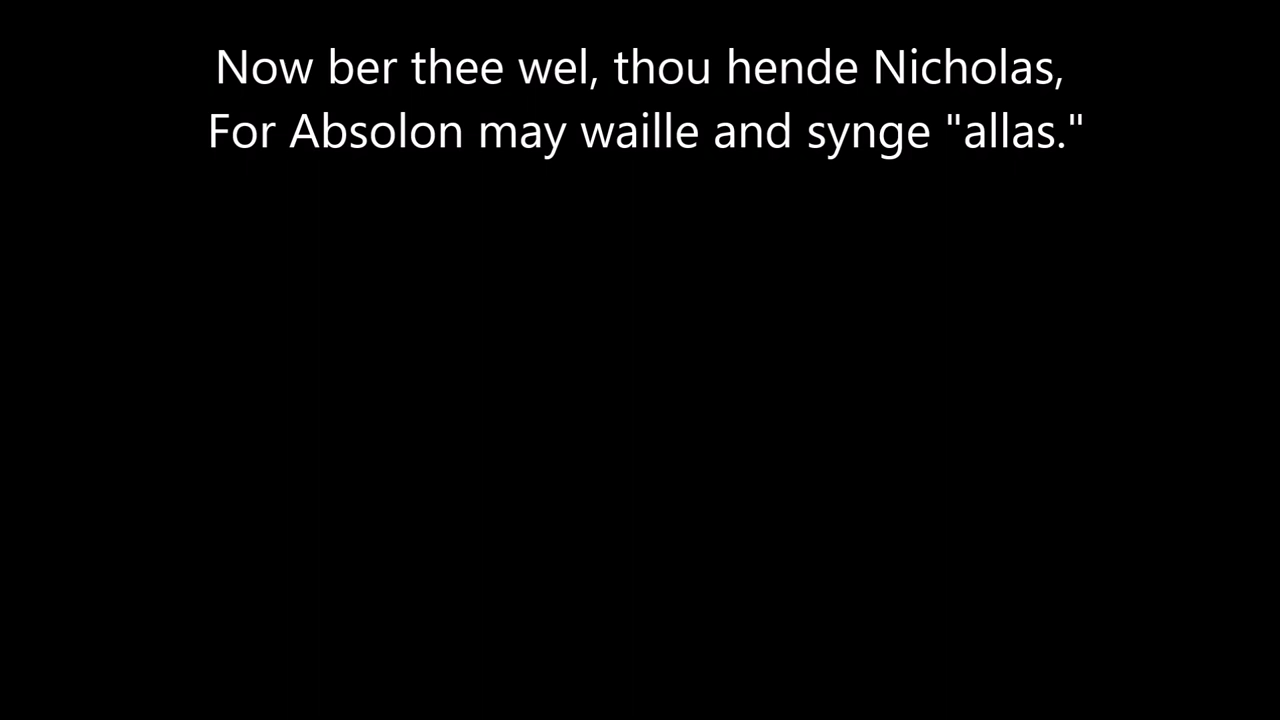 Now ber thee wel, thou hende Nicholas,
For Absolon may waille and synge "allas."